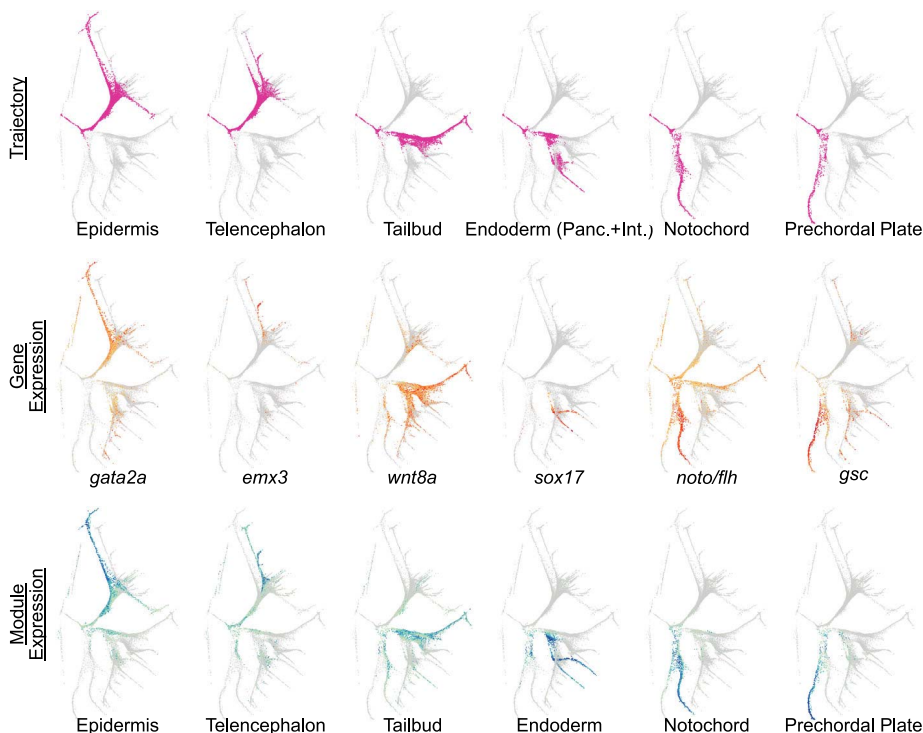 Trajectory
Epidermis
Telencephalon
Tailbud
Endoderm (Panc.+Int.)
Notochord
Prechordal Plate
Gene
Expression
gata2a
emx3
wnt8a
sox17
noto/flh
gsc
Module
Expression
Epidermis
Telencephalon
Tailbud
Endoderm
Notochord
Prechordal Plate